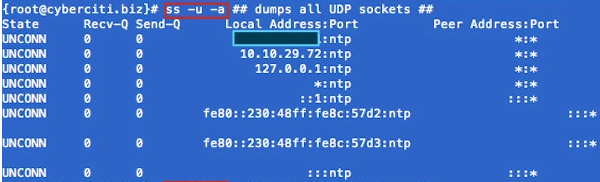 {root@cyberciti.biz}# ss -u -a ## dumps all UDP sockets ##
State Recv-Q Send-Q Local Address:Port Peer Address:Port
UNCONN 0 0 :ntp *:*
UNCONN 0 0 10.10.29.72:ntp *:*
UNCONN 0 0 127.0.0.1:ntp *:*
UNCONN 0 0 *:ntp *:*
UNCONN 0 0 ::1:ntp :::*
UNCONN 0 0 fe80::230:48ff:fe8c:57d2:ntp :::*
UNCONN 0 0 fe80::230:48ff:fe8c:57d3:ntp :::*
UNCONN 0 0 :::ntp :::*